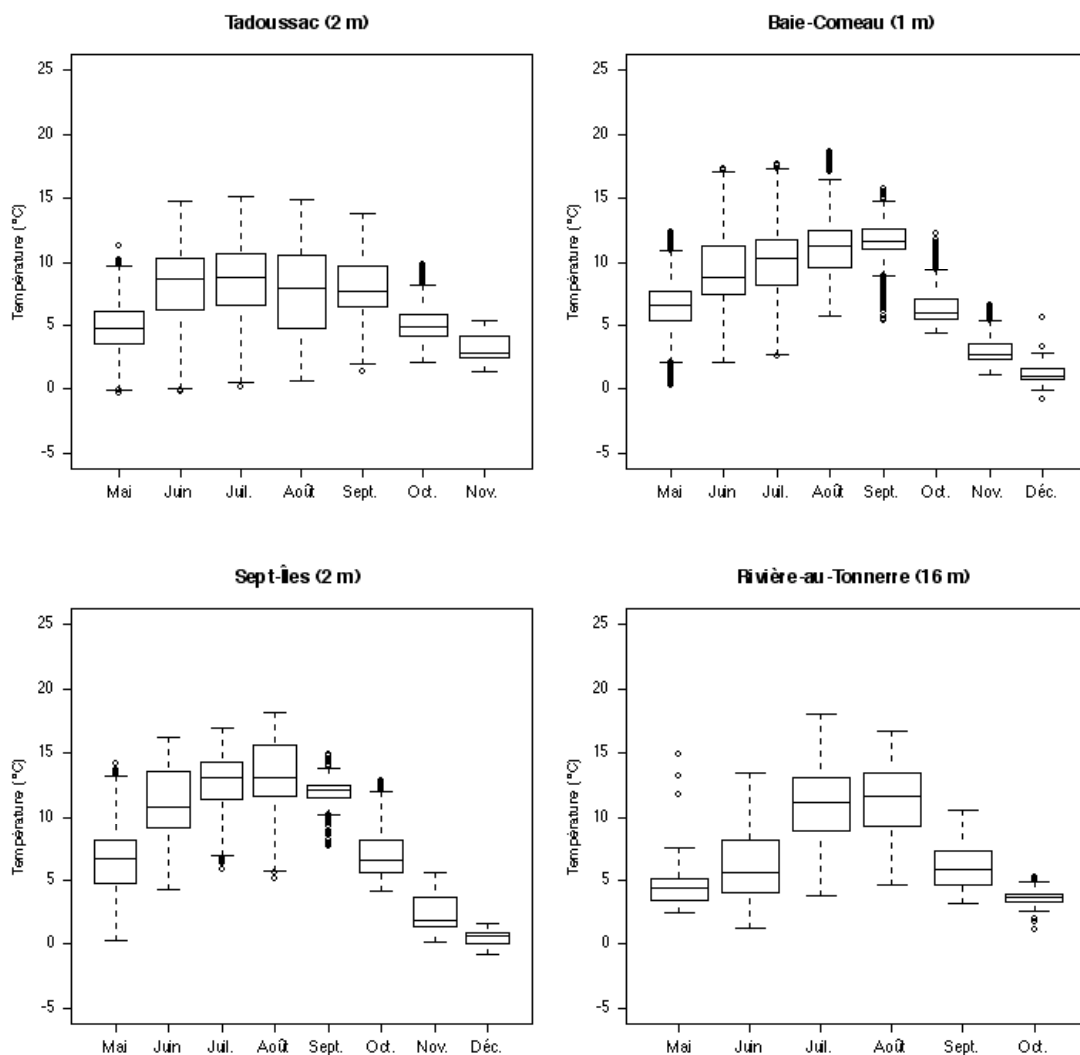 Tadoussac (2 m)
Température (°C)
25
20
15
10
5
0
-5
Mai Juin Juil. Août Sept. Oct. Nov.
Baie-Comeau (1 m)
Température (°C)
25
20
15
10
5
0
-5
Mai Juin Juil. Août Sept. Oct. Nov. Déc.
Sept-Îles (2 m)
Température (°C)
25
20
15
10
5
0
-5
Mai Juin Juil. Août Sept. Oct. Nov. Déc.
Rivière-au-Tonnerre (16 m)
Température (°C)
25
20
15
10
5
0
-5
Mai Juin Juil. Août Sept. Oct.